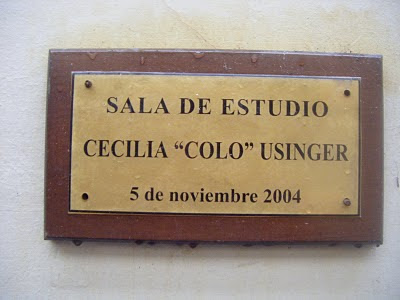 SALA DE ESTUDIO
CECILIA “COLO” USINGER
5 de noviembre 2004